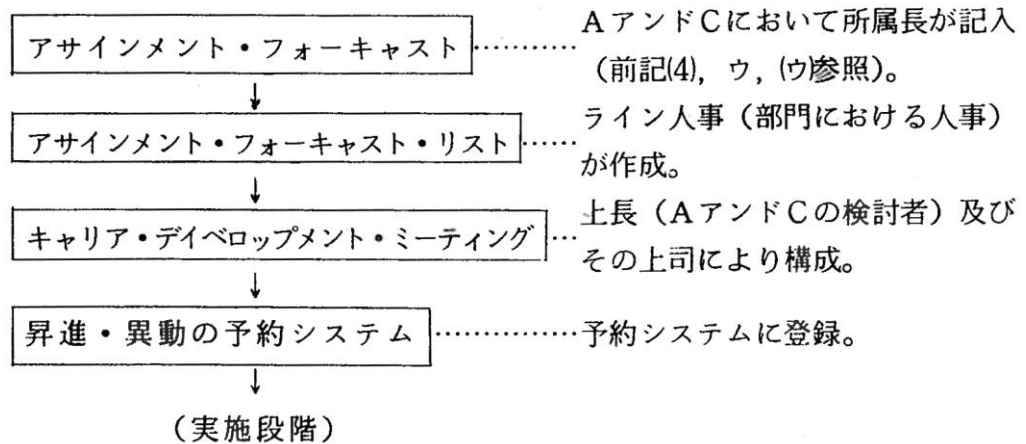 アサインメント・フォーキャスト………AアンドCにおいて所属長が記入
(前記(4),ウ,(ウ)参照)。
↓
アサインメント・フォーキャスト・リスト……ライン人事(部門における人事)
が作成。
↓
キャリア・デイベロップメント・ミーティング…上長(AアンドCの検討者)及び
その上司により構成。
↓
昇進・異動の予約システム……………予約システムに登録。
↓
(実施段階)